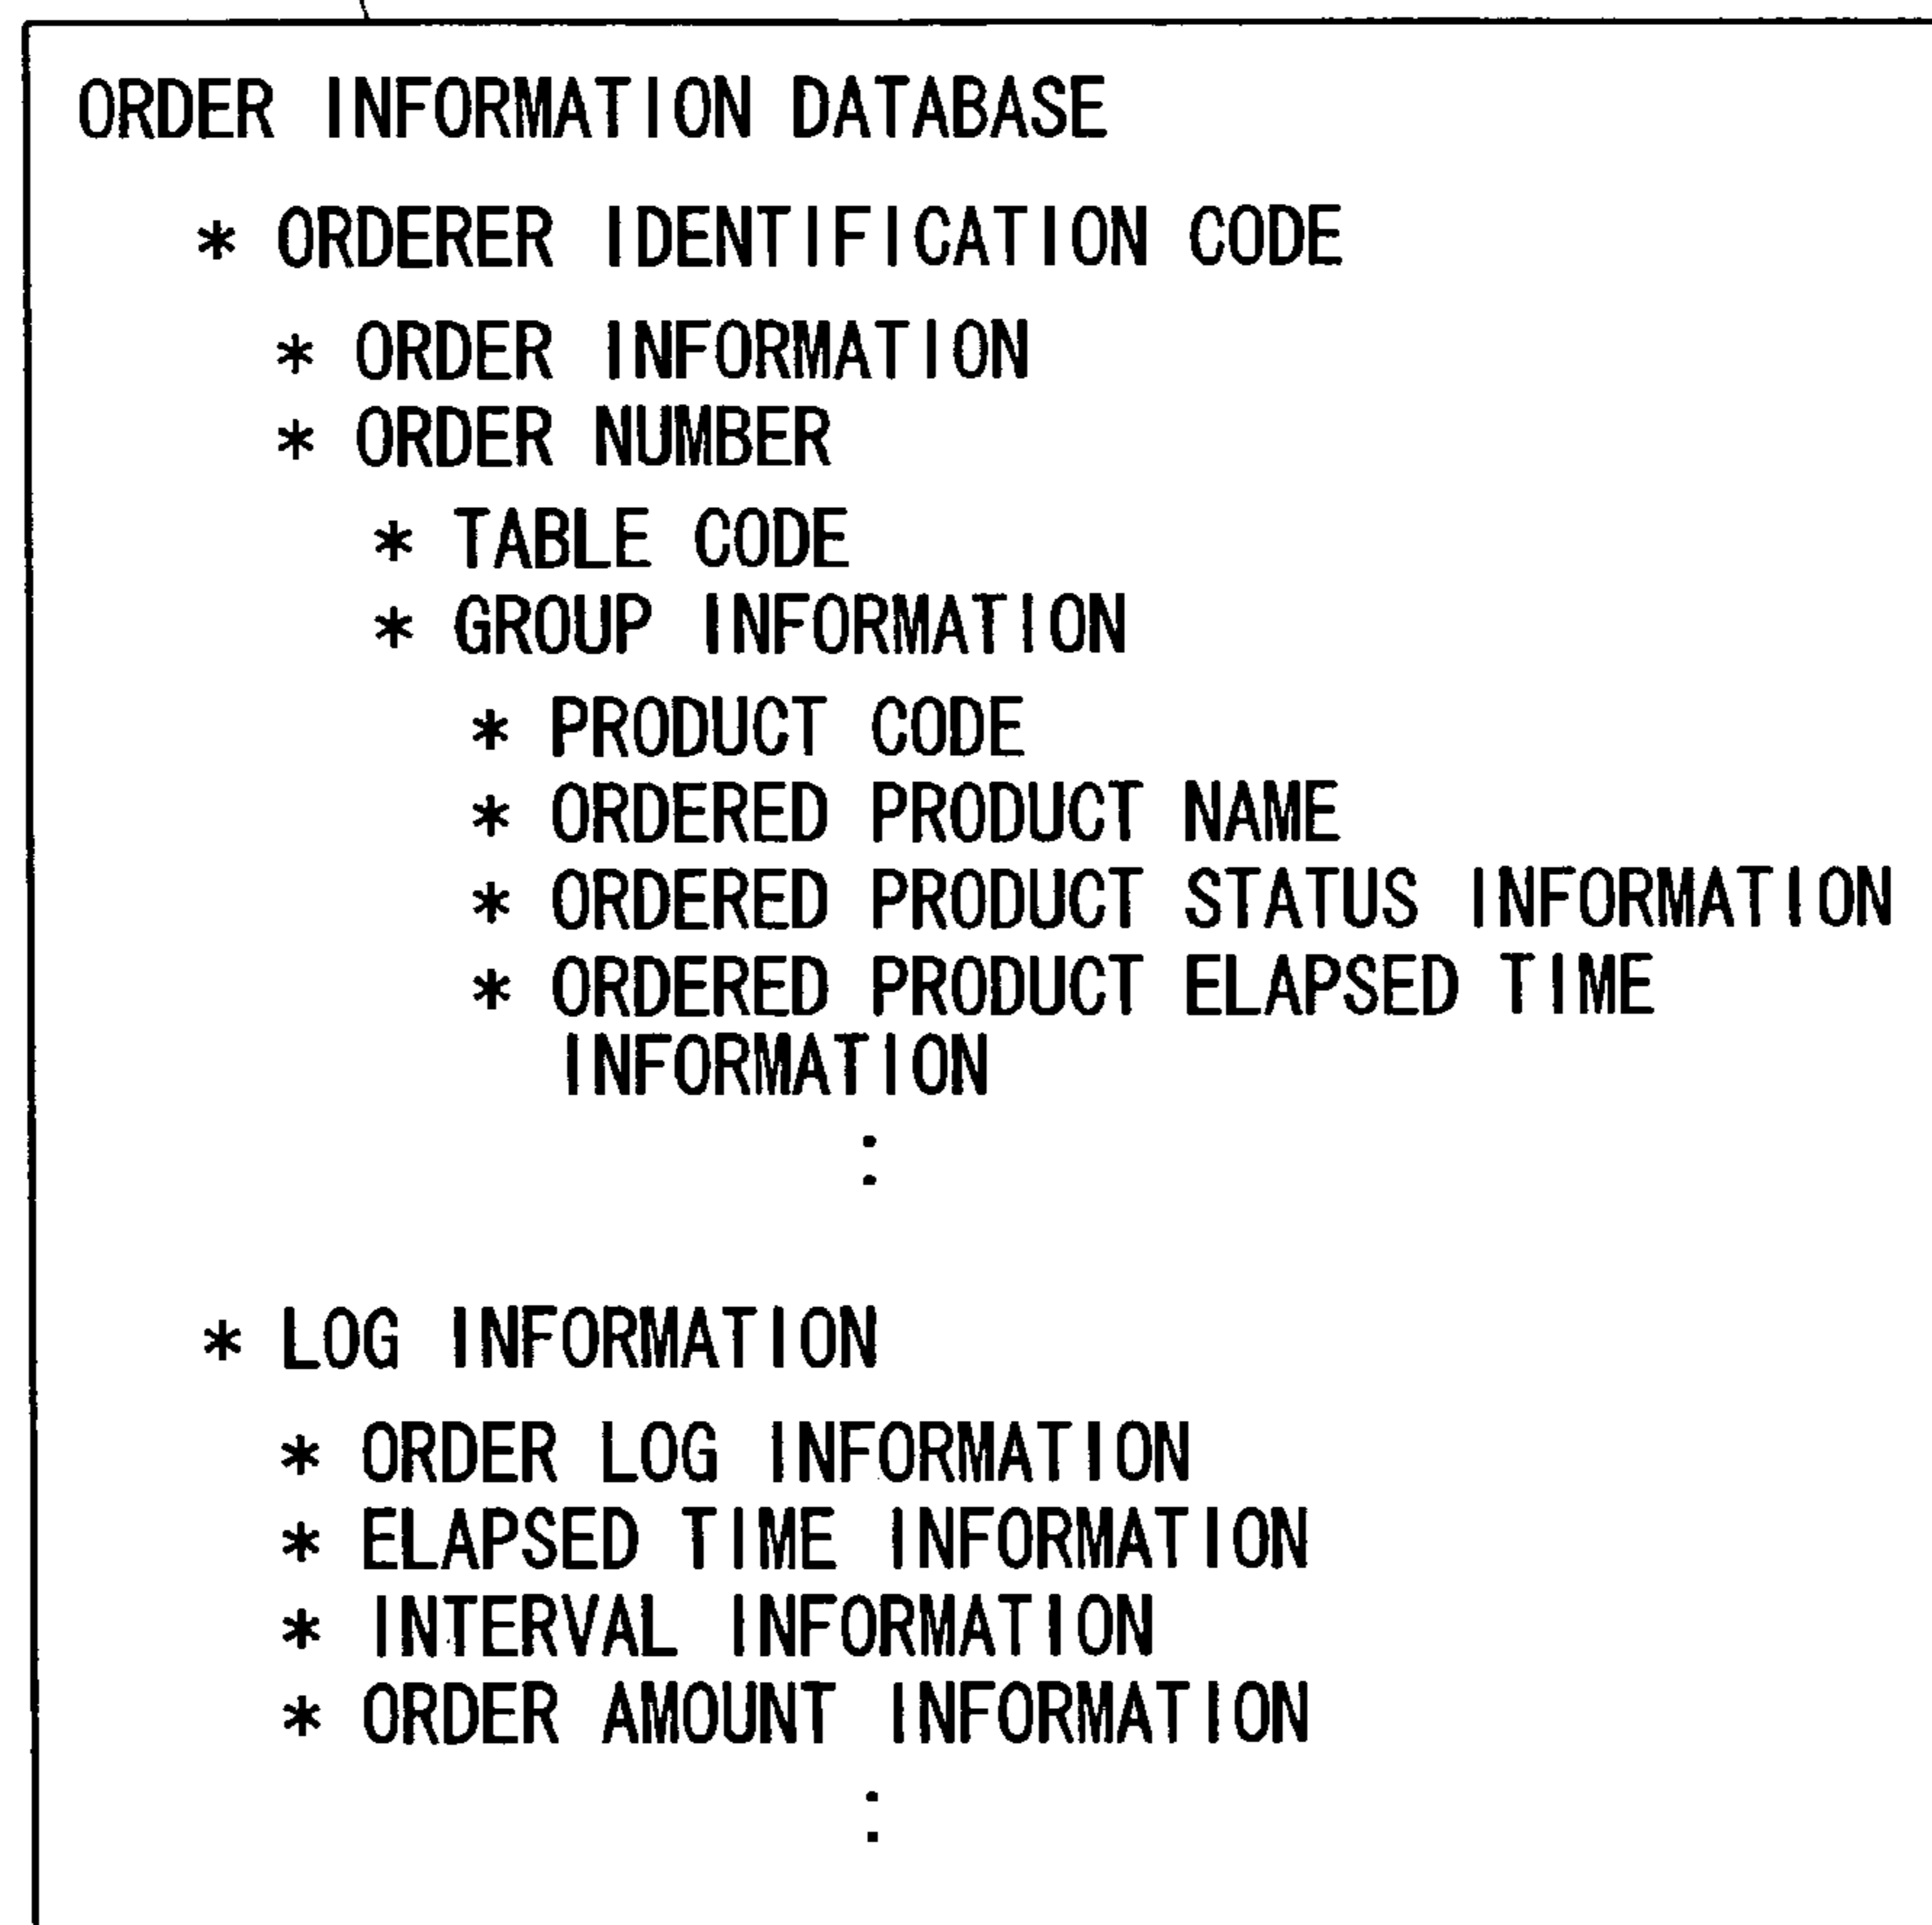 ORDER INFORMATION DATABASE
* ORDERER IDENTIFICATION CODE
* ORDER INFORMATION
* ORDER NUMBER
* TABLE CODE
* GROUP INFORMATION
* PRODUCT CODE
* ORDERED PRODUCT NAME
* ORDERED PRODUCT STATUS INFORMATION
* ORDERED PRODUCT ELAPSED TIME
INFORMATION
:
* LOG INFORMATION
* ORDER LOG INFORMATION
* ELAPSED TIME INFORMATION
* INTERVAL INFORMATION
* ORDER AMOUNT INFORMATION
: